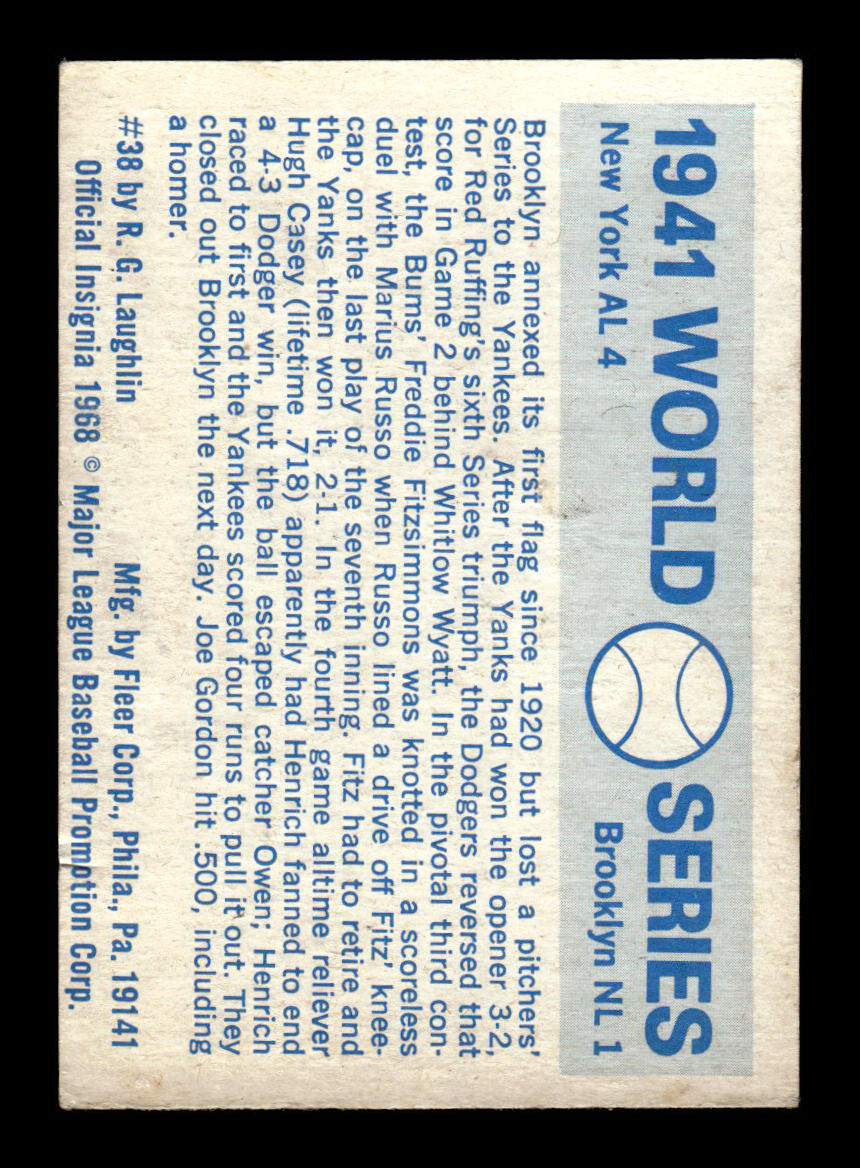 1941 WORLD SERIES
New York AL 4 Brooklyn NL 1
Brooklyn annexed its first flag since 1920 but lost a pitchers'
Series to the Yankees. After the Yanks had won the opener 3-2,
for Red Ruffing's sixth Series triumph, the Dodgers reversed that
score in Game 2 behind Whitlow Wyatt. In the pivotal third con-
test, the Bums' Freddie Fitzsimmons was knotted in a scoreless
duel with Marius Russo when Russo lined a drive off Fitz' knee-
cap, on the last play of the seventh inning. Fitz had to retire and
the Yanks then won it, 2-1. In the fourth game alltime reliever
Hugh Casey (lifetime .718) apparently had Henrich fanned to end
a 4-3 Dodger win, but the ball escaped catcher Owen; Henrich
raced to first and the Yankees scored four runs to pull it out. They
closed out Brooklyn the next day. Joe Gordon hit .500, including
a homer.
#38 by R. G. Laughlin Mfg. by Fleer Corp., Phila., Pa. 19141
Official Insignia 1968 © Major League Baseball Promotion Corp.